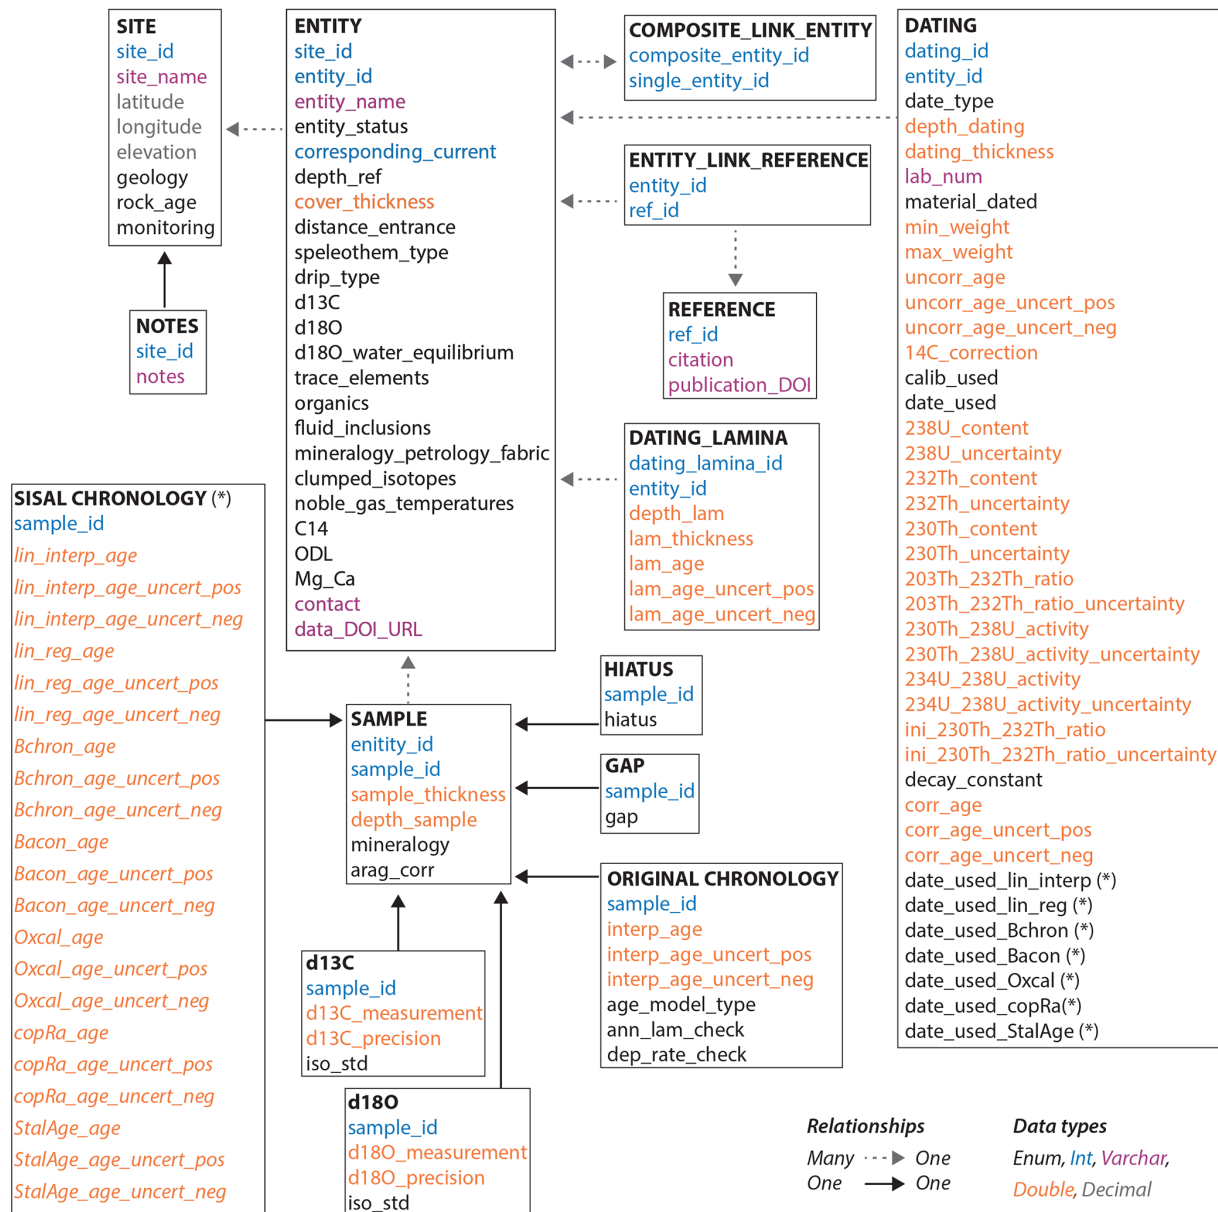 SITE
site_id
site_name
latitude
longitude
elevation
geology
rock_age
monitoring
NOTES
site_id
notes
ENTITY
site_id
entity_id
entity_name
entity_status
corresponding_current
depth_ref
cover_thickness
distance_entrance
speleothem_type
drip_type
d13C
d18O
d18O_water_equilibrium
trace_elements
organics
fluid_inclusions
mineralogy_petrology_fabric
clumped_isotopes
noble_gas_temperatures
C14
ODL
Mg_Ca
contact
data_DOI_URL
COMPOSITE_LINK_ENTITY
composite_entity_id
single_entity_id
ENTITY_LINK_REFERENCE
entity_id
ref_id
REFERENCE
ref_id
citation
publication_DOI
DATING_LAMINA
dating_lamina_id
entity_id
depth_lam
lam_thickness
lam_age
lam_age_uncert_pos
lam_age_uncert_neg
DATING
dating_id
entity_id
date_type
depth_dating
dating_thickness
lab_num
material_dated
min_weight
max_weight
uncorr_age
uncorr_age_uncert_pos
uncorr_age_uncert_neg
14C_correction
calib_used
date_used
238U_content
238U_uncertainty
232Th_content
232Th_uncertainty
230Th_content
230Th_uncertainty
203Th_232Th_ratio
203Th_232Th_ratio_uncertainty
230Th_238U_activity
230Th_238U_activity_uncertainty
234U_238U_activity
234U_238U_activity_uncertainty
ini_230Th_232Th_ratio
ini_230Th_232Th_ratio_uncertainty
decay_constant
corr_age
corr_age_uncert_pos
corr_age_uncert_neg
date_used_lin_interp (*)
date_used_lin_reg (*)
date_used_Bchron (*)
date_used_Bacon (*)
date_used_Oxcal (*)
date_used_copRa(*)
date_used_StalAge (*)
SISAL CHRONOLOGY (*)
sample_id
lin_interp_age
lin_interp_age_uncert_pos
lin_interp_age_uncert_neg
lin_reg_age
lin_reg_age_uncert_pos
lin_reg_age_uncert_neg
Bchron_age
Bchron_age_uncert_pos
Bchron_age_uncert_neg
Bacon_age
Bacon_age_uncert_pos
Bacon_age_uncert_neg
Oxcal_age
Oxcal_age_uncert_pos
Oxcal_age_uncert_neg
copRa_age
copRa_age_uncert_pos
copRa_age_uncert_neg
StalAge_age
StalAge_age_uncert_pos
StalAge_age_uncert_neg
SAMPLE
enitity_id
sample_id
sample_thickness
depth_sample
mineralogy
arag_corr
HIATUS
sample_id
hiatus
GAP
sample_id
gap
ORIGINAL CHRONOLOGY
sample_id
interp_age
interp_age_uncert_pos
interp_age_uncert_neg
age_model_type
ann_lam_check
dep_rate_check
d13C
sample_id
d13C_measurement
d13C_precision
iso_std
d18O
sample_id
d18O_measurement
d18O_precision
iso_std
Relationships
Many One
One One
Data types
Enum, Int, Varchar,
Double, Decimal